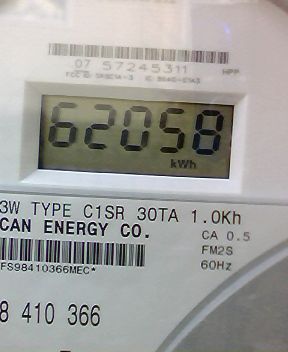 07 57245311
HPP
62058
kWh
3W TYPE C1SR 30TA 1.0Kh
CAN ENERGY CO.
CA 0.5
FM2S
60Hz
FS98410366MEC*
8 410 366